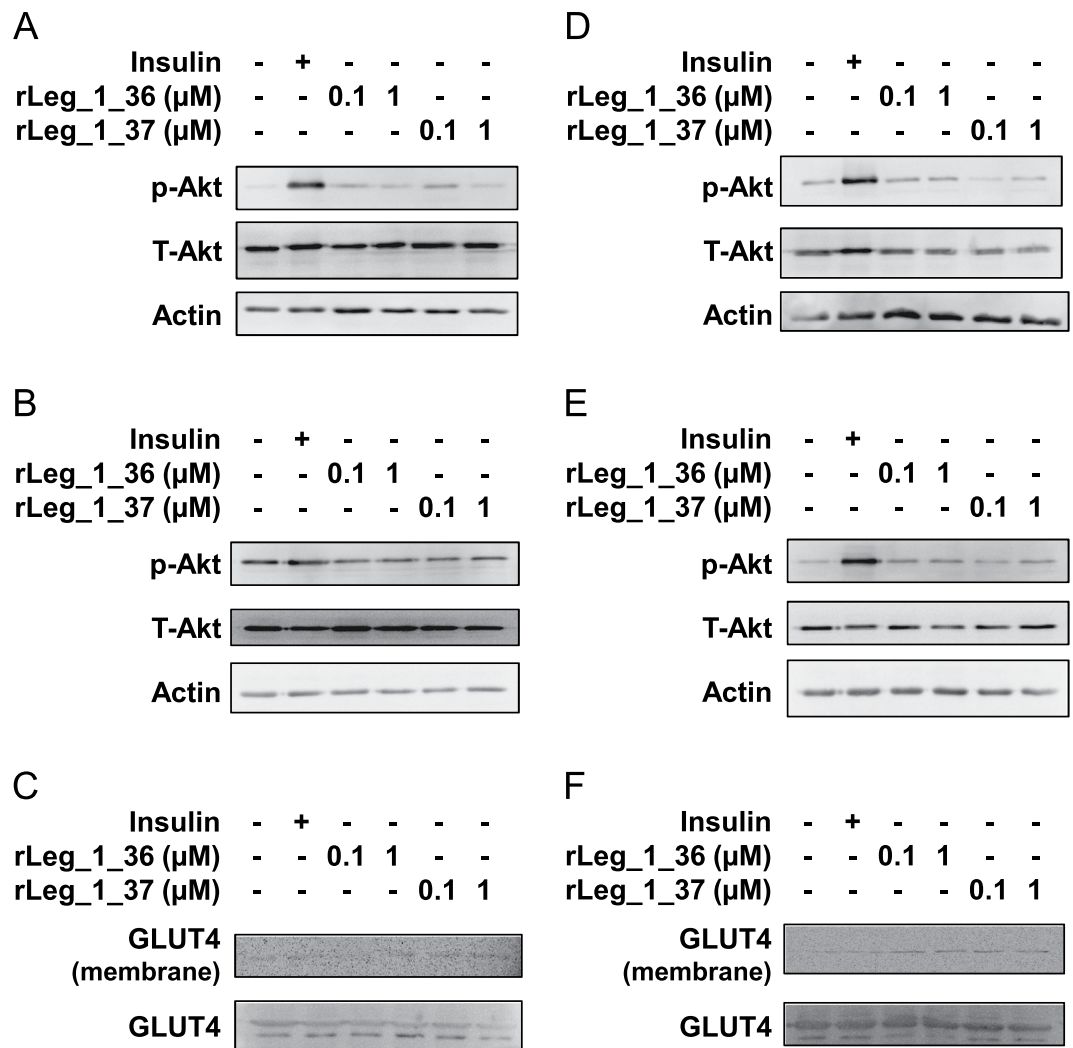 A
Insulin - + - - - -
rLeg_1_36 (µM) - - 0.1 1 - -
rLeg_1_37 (µM) - - - - 0.1 1
p-Akt
T-Akt
Actin
B
Insulin - + - - - -
rLeg_1_36 (µM) - - 0.1 1 - -
rLeg_1_37 (µM) - - - - 0.1 1
p-Akt
T-Akt
Actin
C
Insulin - + - - - -
rLeg_1_36 (µM) - - 0.1 1 - -
rLeg_1_37 (µM) - - - - 0.1 1
GLUT4
(membrane)
GLUT4
D
Insulin - + - - - -
rLeg_1_36 (µM) - - 0.1 1 - -
rLeg_1_37 (µM) - - - - 0.1 1
p-Akt
T-Akt
Actin
E
Insulin - + - - - -
rLeg_1_36 (µM) - - 0.1 1 - -
rLeg_1_37 (µM) - - - - 0.1 1
p-Akt
T-Akt
Actin
F
Insulin - + - - - -
rLeg_1_36 (µM) - - 0.1 1 - -
rLeg_1_37 (µM) - - - - 0.1 1
GLUT4
(membrane)
GLUT4